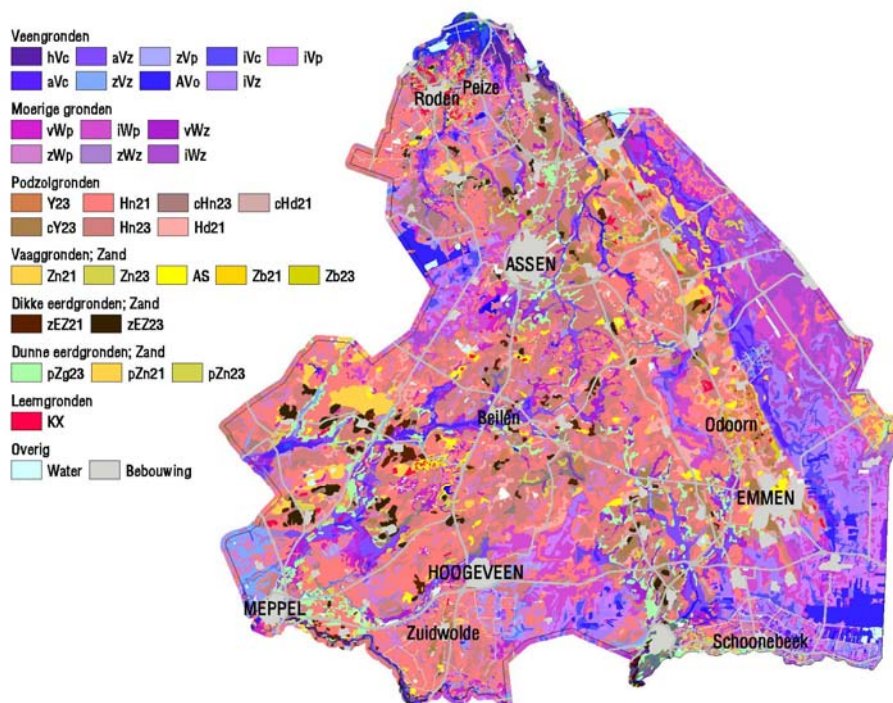 Veengronden
hVc aVz zVp iVc iVp
aVc zVz AVo iVz
Moerige gronden
vWp iWp vWz
zWp zWz iWz
Podzolgronden
Y23 Hn21 cHn23 cHd21
cY23 Hn23 Hd21
Vaaggronden; Zand
Zn21 Zn23 AS Zb21 Zb23
Dikke eerdgronden; Zand
zEZ21 zEZ23
Dunne eerdgronden; Zand
pZg23 pZn21 pZn23
Leemgronden
KX
Overig
Water Bebouwing
Roden
Peize
ASSEN
Beilen
Odoorn
EMMEN
HOOGEVEEN
MEPPEL
Zuidwolde
Schoonebeek